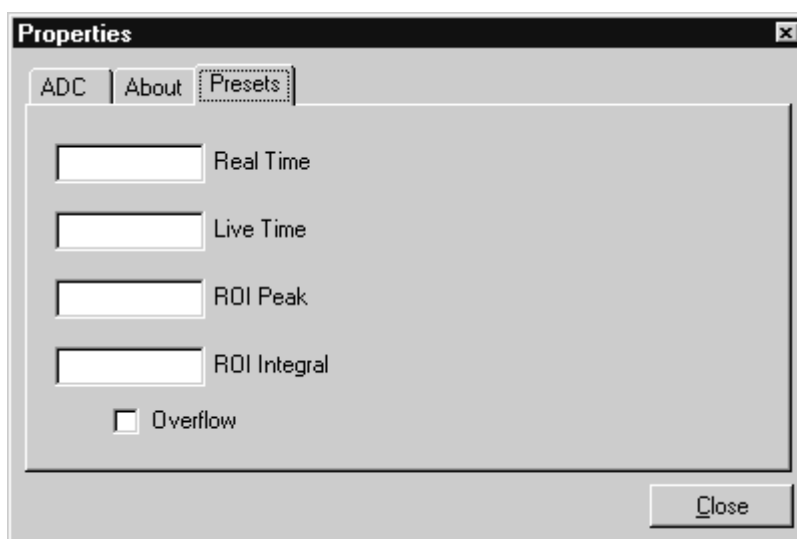 Properties
ADC About Presets
Real Time
Live Time
ROI Peak
ROI Integral
Overflow
Close